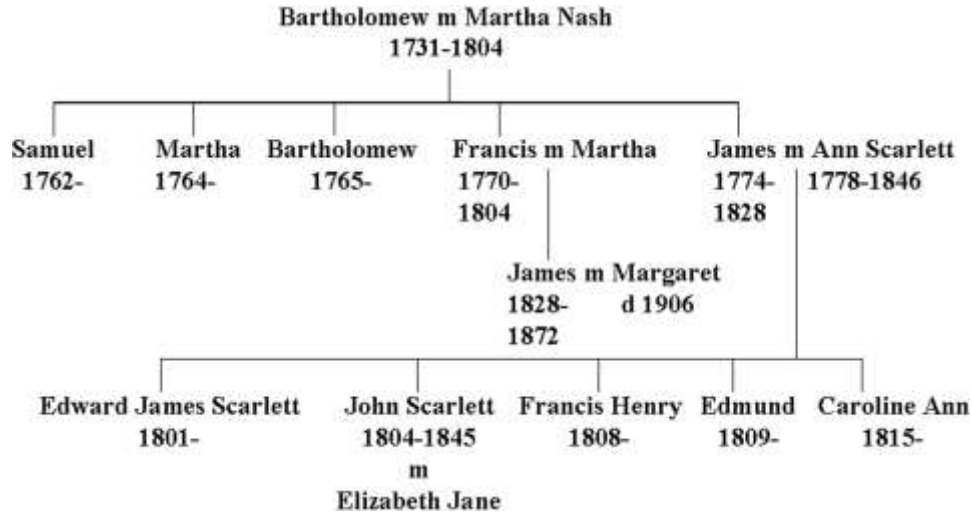 Bartholomew m Martha Nash
1731-1804
Samuel Martha Bartholomew Francis m Martha James m Ann Scarlett
1762- 1764- 1765- 1770- 1774- 1778-1846
1804 1828
James m Margaret
1828- d 1906
1872
Edward James Scarlett John Scarlett Francis Henry Edmund Caroline Ann
1801- 1804-1845 1808- 1809- 1815-
m
Elizabeth Jane